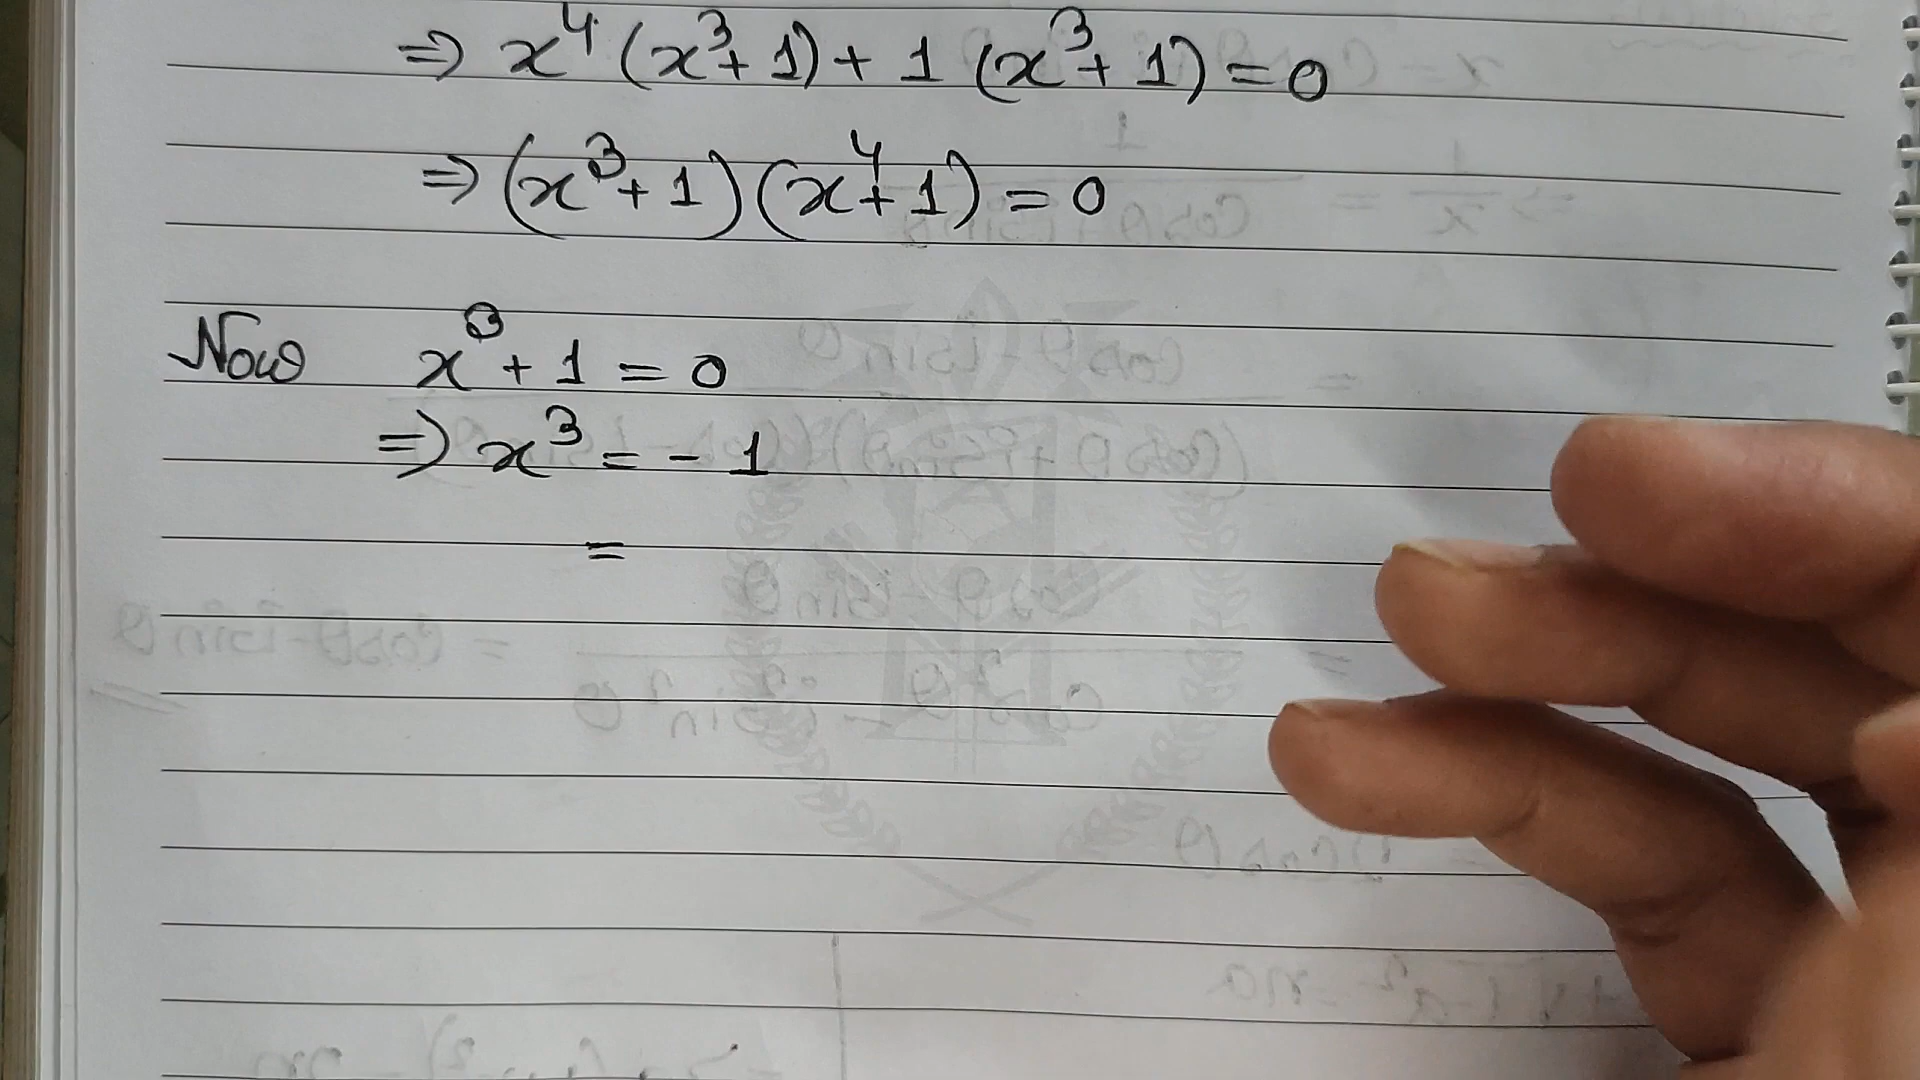 ⇒ x⁴(x³+1)+1(x³+1)=0
⇒ (x³+1)(x⁴+1)=0
Now x³+1=0
⇒ x³=-1
=